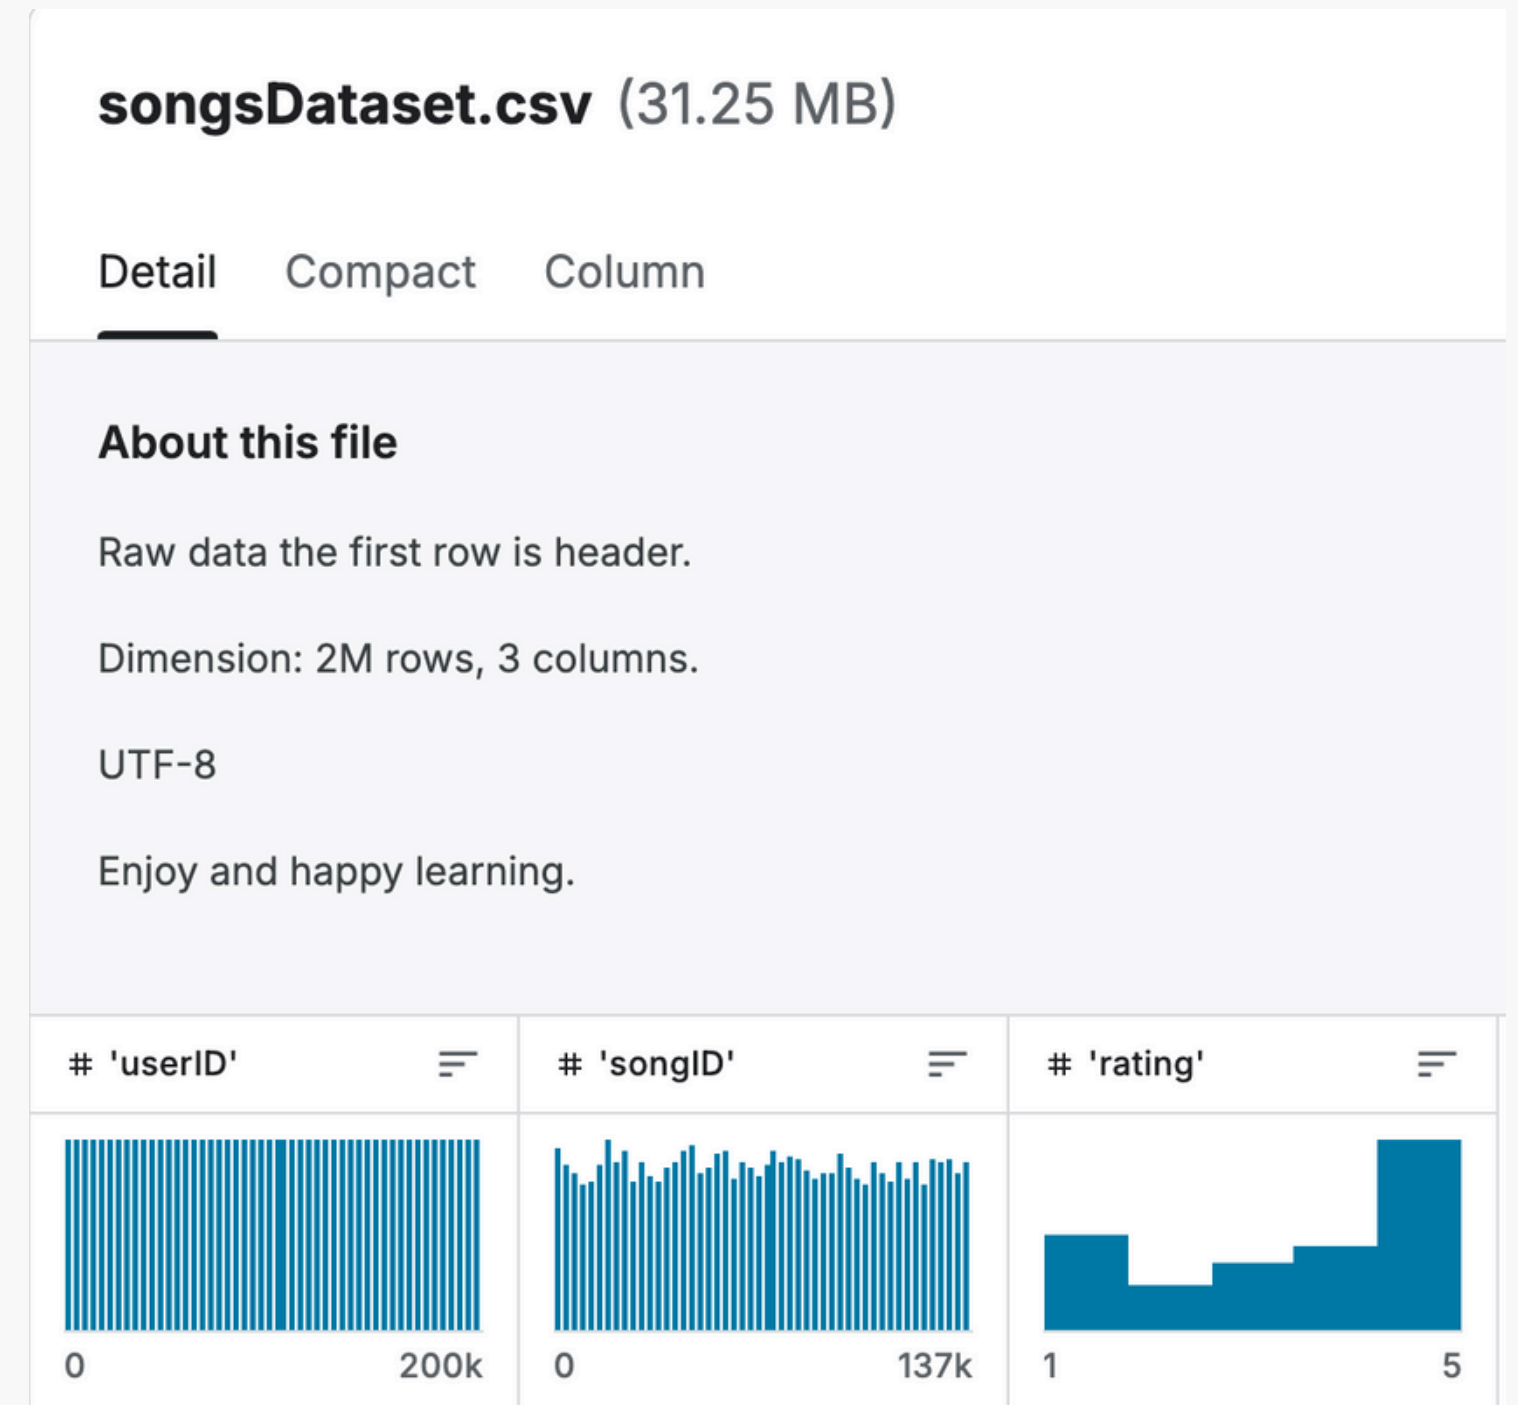 songsDataset.csv (31.25 MB)
Detail Compact Column
About this file
Raw data the first row is header.
Dimension: 2M rows, 3 columns.
UTF-8
Enjoy and happy learning.
# 'userID' # 'songID' # 'rating'
0 200k 0 137k 1 5